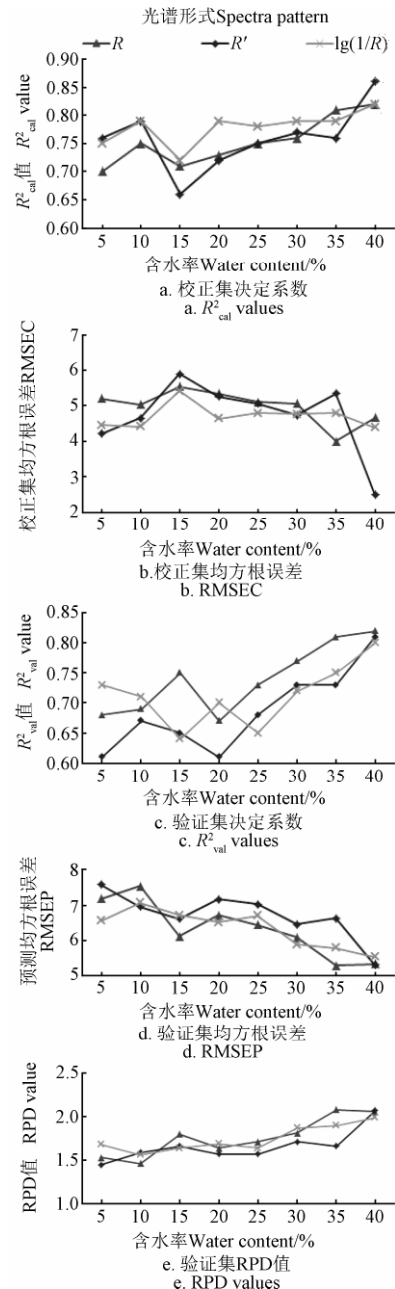 光谱形式Spectra pattern
R R′ lg(1/R)
R²cal值 R²cal value
0.90
0.85
0.80
0.75
0.70
0.65
0.60
5 10 15 20 25 30 35 40
含水率Water content/%
a. 校正集决定系数
a. R²cal values
校正集均方根误差RMSEC
7
6
5
4
3
2
5 10 15 20 25 30 35 40
含水率Water content/%
b.校正集均方根误差
b. RMSEC
R²val值 R²val value
0.85
0.80
0.75
0.70
0.65
0.60
5 10 15 20 25 30 35 40
含水率Water content/%
c. 验证集决定系数
c. R²val values
预测均方根误差
RMSEP
8
7
6
5
5 10 15 20 25 30 35 40
含水率Water content/%
d. 验证集均方根误差
d. RMSEP
RPD值 RPD value
2.5
2.0
1.5
1.0
5 10 15 20 25 30 35 40
含水率Water content/%
e. 验证集RPD值
e. RPD values